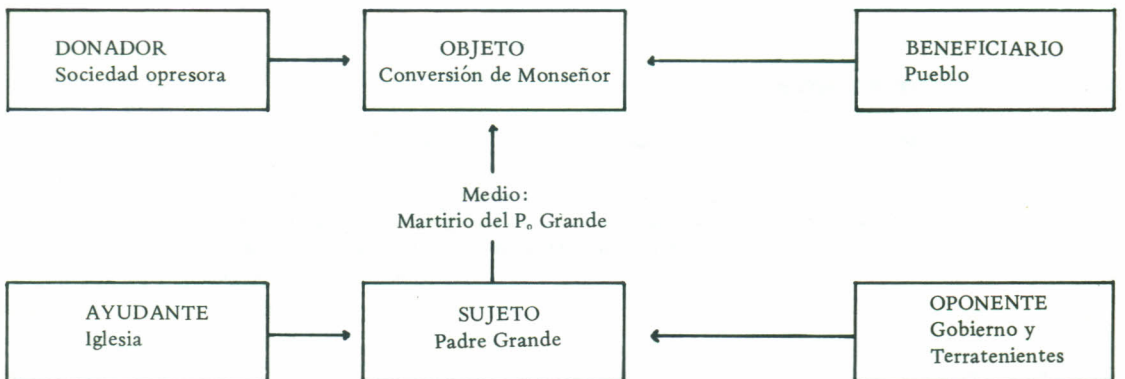 DONADOR
Sociedad opresora
OBJETO
Conversión de Monseñor
BENEFICIARIO
Pueblo
Medio:
Martirio del P. Grande
AYUDANTE
Iglesia
SUJETO
Padre Grande
OPONENTE
Gobierno y
Terratenientes